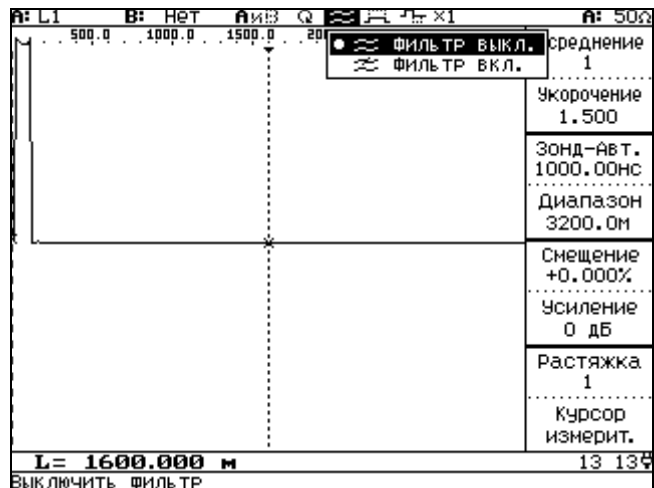 A: L1 B: Нет АиВ Q ×1 A: 50Ω
500.0 1000.0 1500.0
ФИЛЬТР ВЫКЛ.
ФИЛЬТР ВКЛ.
среднение
1
Укорочение
1.500
Зонд-Авт.
1000.00нс
Диапазон
3200.0м
Смещение
+0.000%
Усиление
0 дБ
Растяжка
1
Курсор
измерит.
L= 1600.000 м
13 13
Выключить фильтр